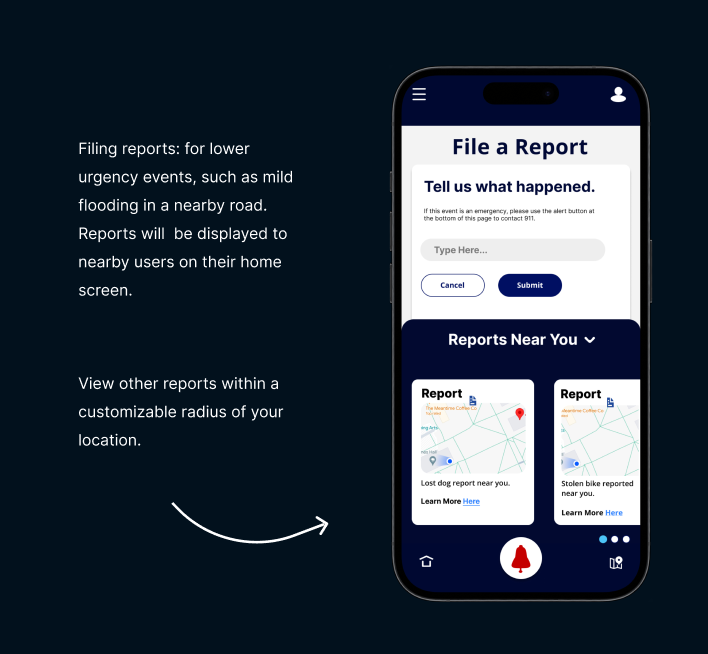 Filing reports: for lower
urgency events, such as mild
flooding in a nearby road.
Reports will  be displayed to
nearby users on their home
screen.
View other reports within a
customizable radius of your
location.
File a Report
Tell us what happened.
If this event is an emergency, please use the alert button at
the bottom of this page to contact 911.
Type Here...
Cancel
Submit
Reports Near You
Report
The Meantime Coffee Co.
Lost dog report near you.
Learn More Here
Report
Meantime Coffee Co.
Stolen bike reported
near you.
Learn More Here